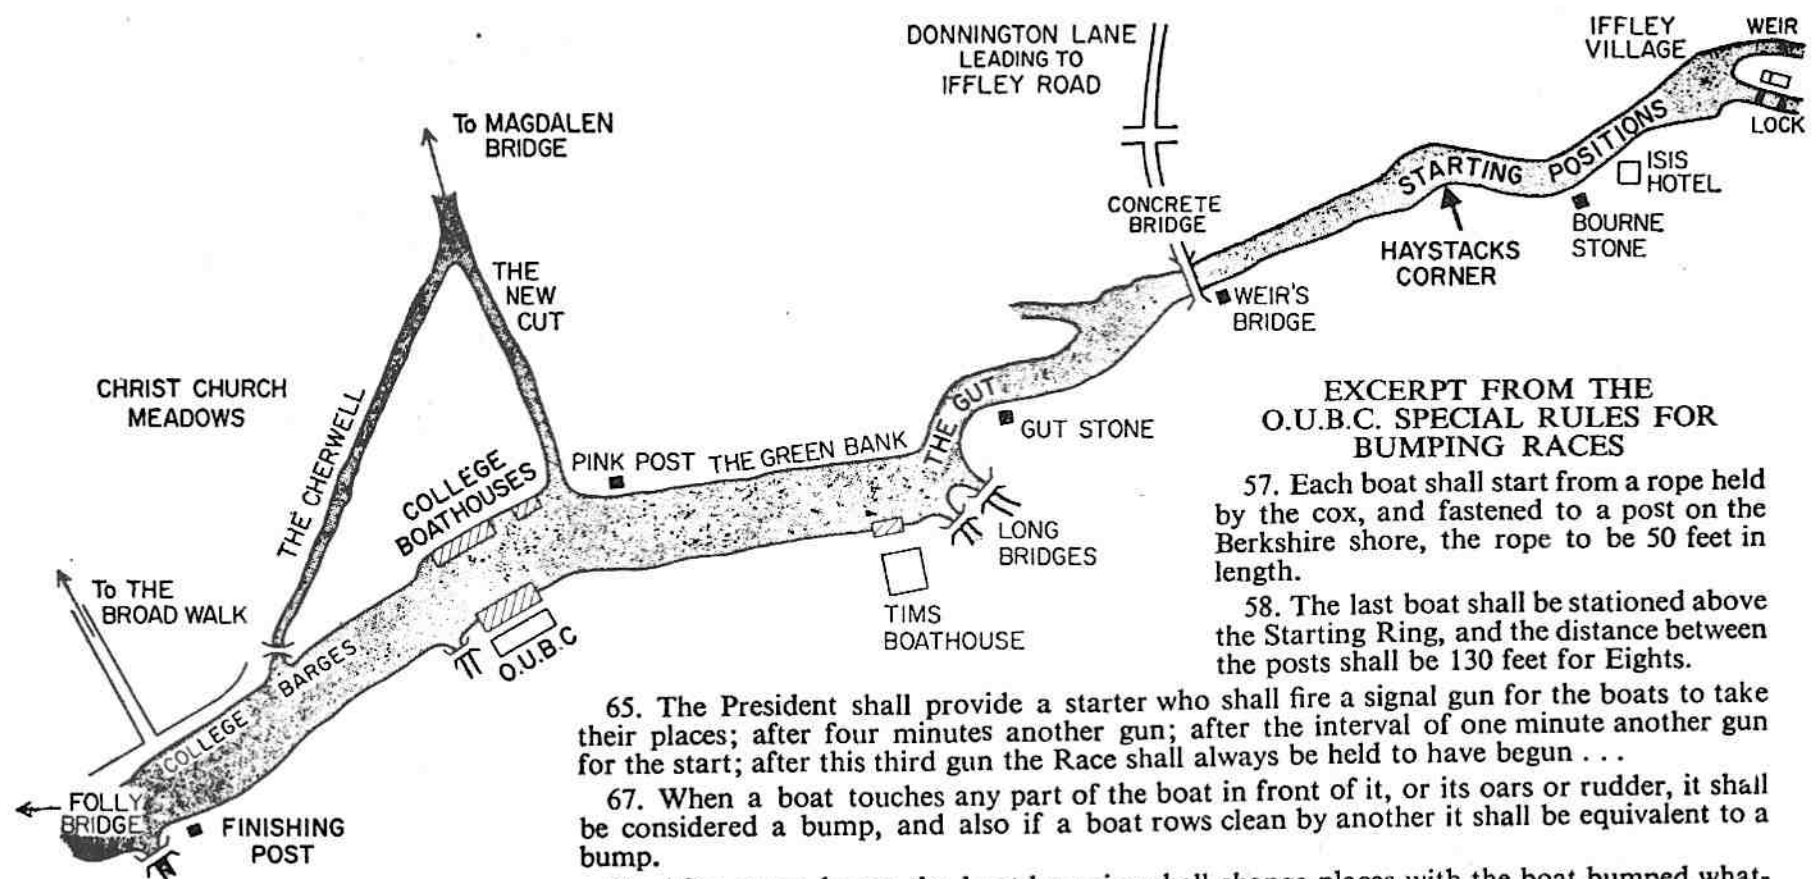 DONNINGTON LANE
LEADING TO
IFFLEY ROAD
IFFLEY
VILLAGE
WEIR
LOCK
To MAGDALEN
BRIDGE
STARTING POSITIONS
ISIS
HOTEL
BOURNE
STONE
CONCRETE
BRIDGE
HAYSTACKS
CORNER
WEIR'S
BRIDGE
THE
NEW
CUT
CHRIST CHURCH
MEADOWS
THE CHERWELL
COLLEGE
BOATHOUSES
PINK POST
THE GREEN BANK
THE GUT
GUT STONE
LONG
BRIDGES
TIMS
BOATHOUSE
O.U.B.C
To THE
BROAD WALK
COLLEGE BARGES
FOLLY
BRIDGE
FINISHING
POST
EXCERPT FROM THE
O.U.B.C. SPECIAL RULES FOR
BUMPING RACES
57. Each boat shall start from a rope held
by the cox, and fastened to a post on the
Berkshire shore, the rope to be 50 feet in
length.
58. The last boat shall be stationed above
the Starting Ring, and the distance between
the posts shall be 130 feet for Eights.
65. The President shall provide a starter who shall fire a signal gun for the boats to take
their places; after four minutes another gun; after the interval of one minute another gun
for the start; after this third gun the Race shall always be held to have begun . . .
67. When a boat touches any part of the boat in front of it, or its oars or rudder, it shall
be considered a bump, and also if a boat rows clean by another it shall be equivalent to a
bump.
shall change places with the boat bumped what-